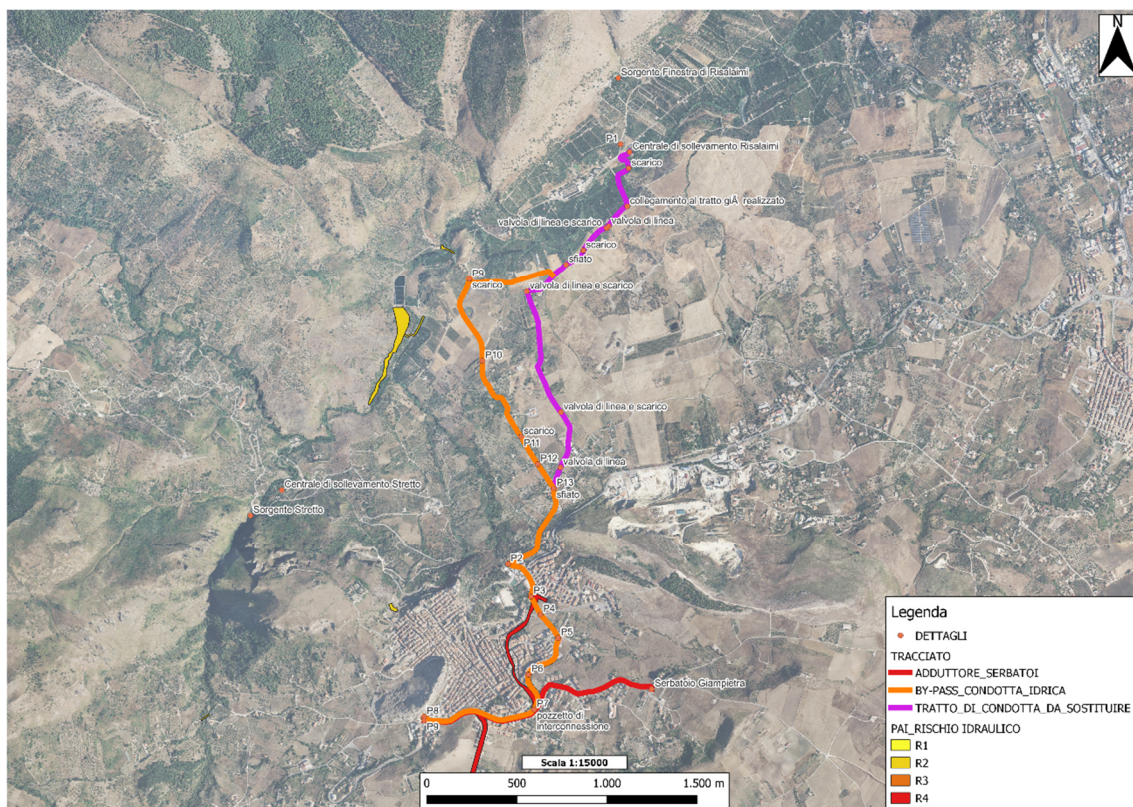 N
Sorgente Finestra di Risalaimi
P1
Centrale di sollevamento Risalaimi
scarico
collegamento al tratto giÃ realizzato
valvola di linea e scarico
valvola di linea
scarico
sfiato
P9
scarico
valvola di linea e scarico
P10
valvola di linea e scarico
scarico
P11
P12
valvola di linea
P13
sfiato
Centrale di sollevamento Stretto
Sorgente Stretto
P2
P3
P4
P5
P6
Serbatoio Giampietra
P7
pozzetto di
interconnessione
P8
P9
Scala 1:15000
0 500 1.000 1.500 m
Legenda
DETTAGLI
TRACCIATO
ADDUTTORE_SERBATOI
BY-PASS_CONDOTTA_IDRICA
TRATTO_DI_CONDOTTA_DA_SOSTITUIRE
PAI_RISCHIO IDRAULICO
R1
R2
R3
R4